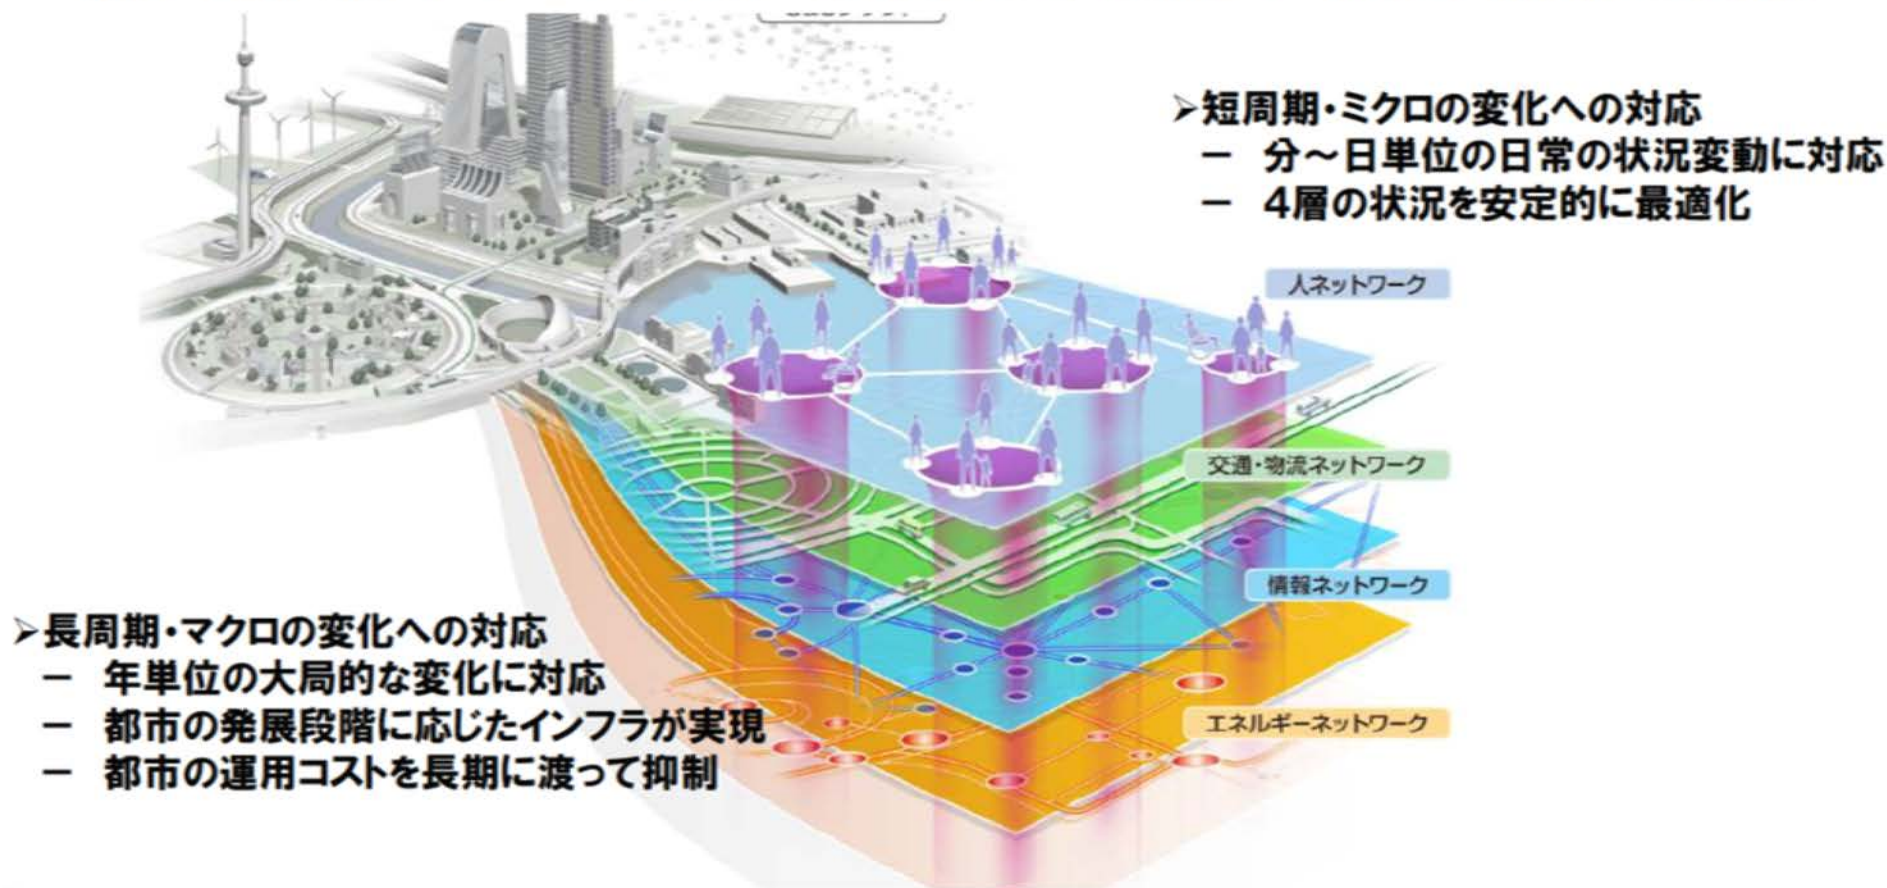 ➢短周期・ミクロの変化への対応
－ 分～日単位の日常の状況変動に対応
－ ４層の状況を安定的に最適化
人ネットワーク
交通・物流ネットワーク
情報ネットワーク
エネルギーネットワーク
➢長周期・マクロの変化への対応
－ 年単位の大局的な変化に対応
－ 都市の発展段階に応じたインフラが実現
－ 都市の運用コストを長期に渡って抑制